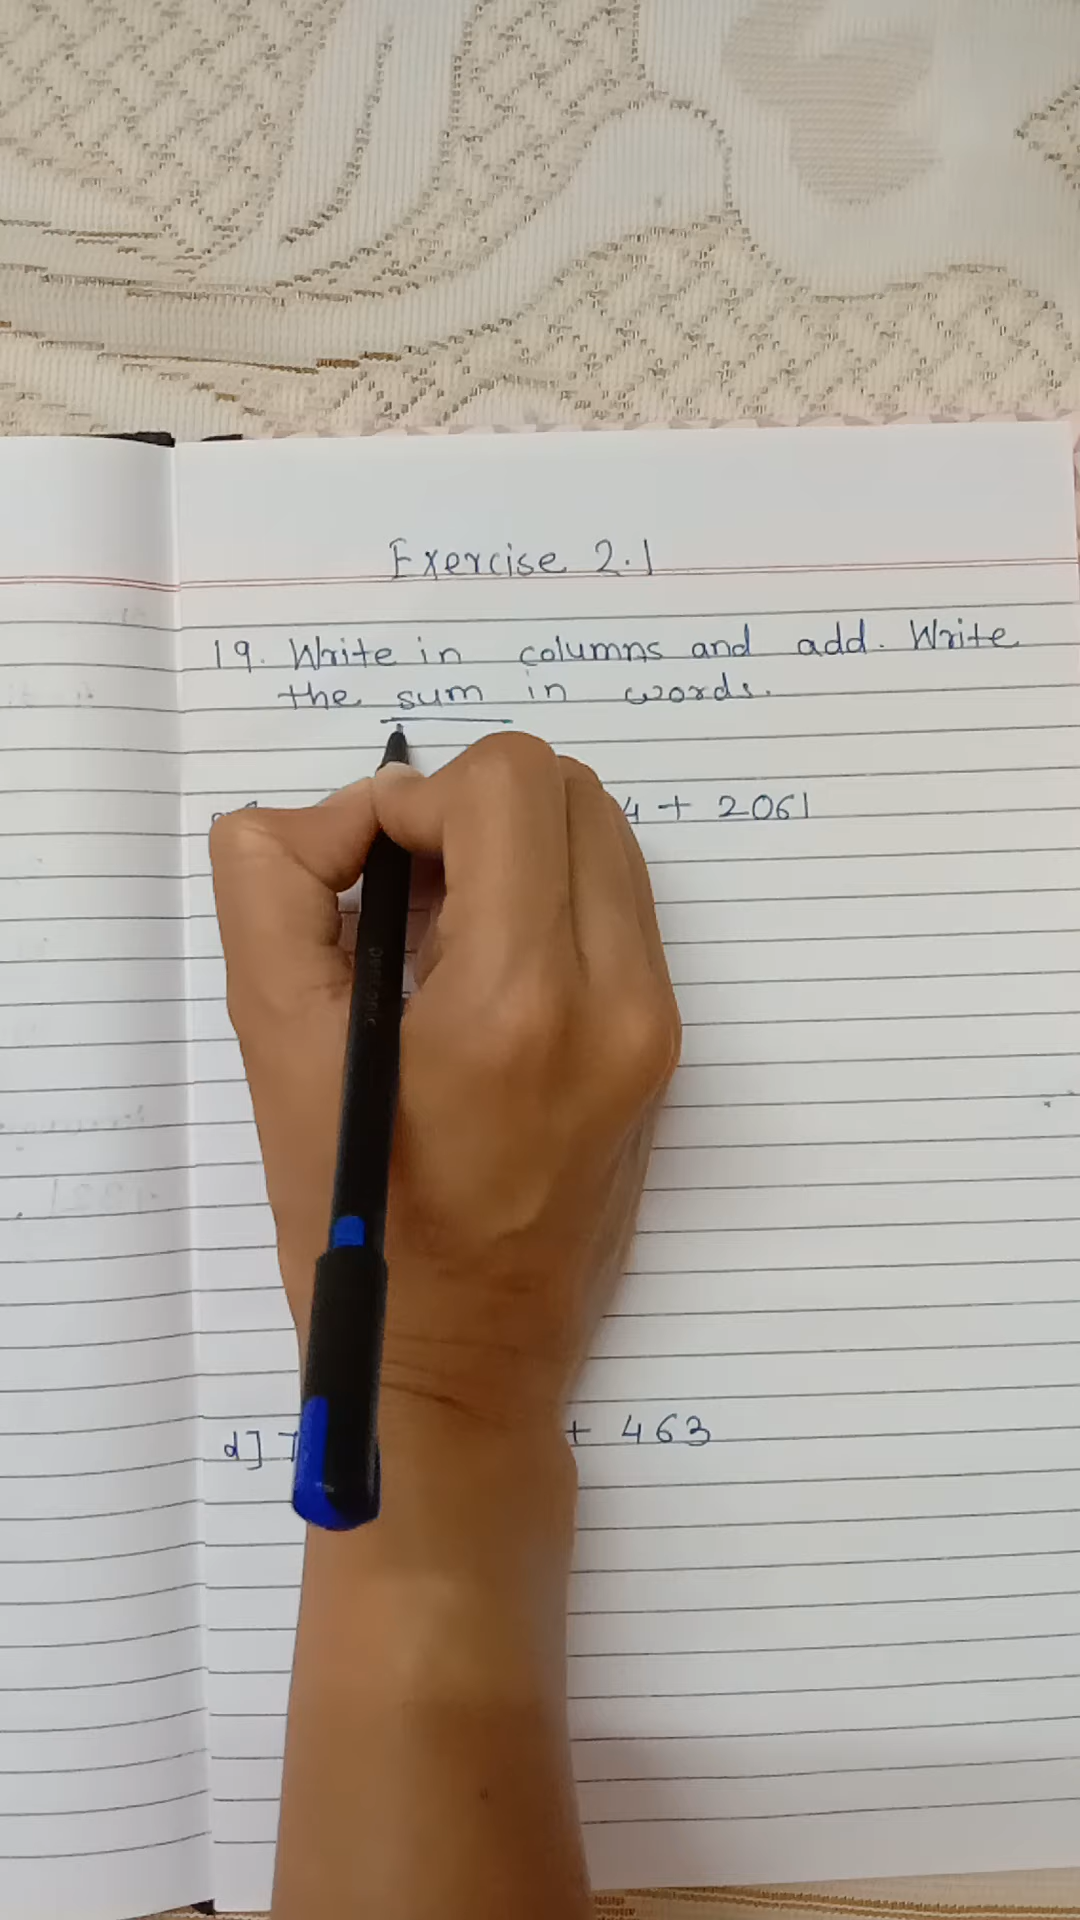 Exercise 2.1
19. Write in columns and add. Write
the sum in words.
4 + 2061
d] 7 + 463